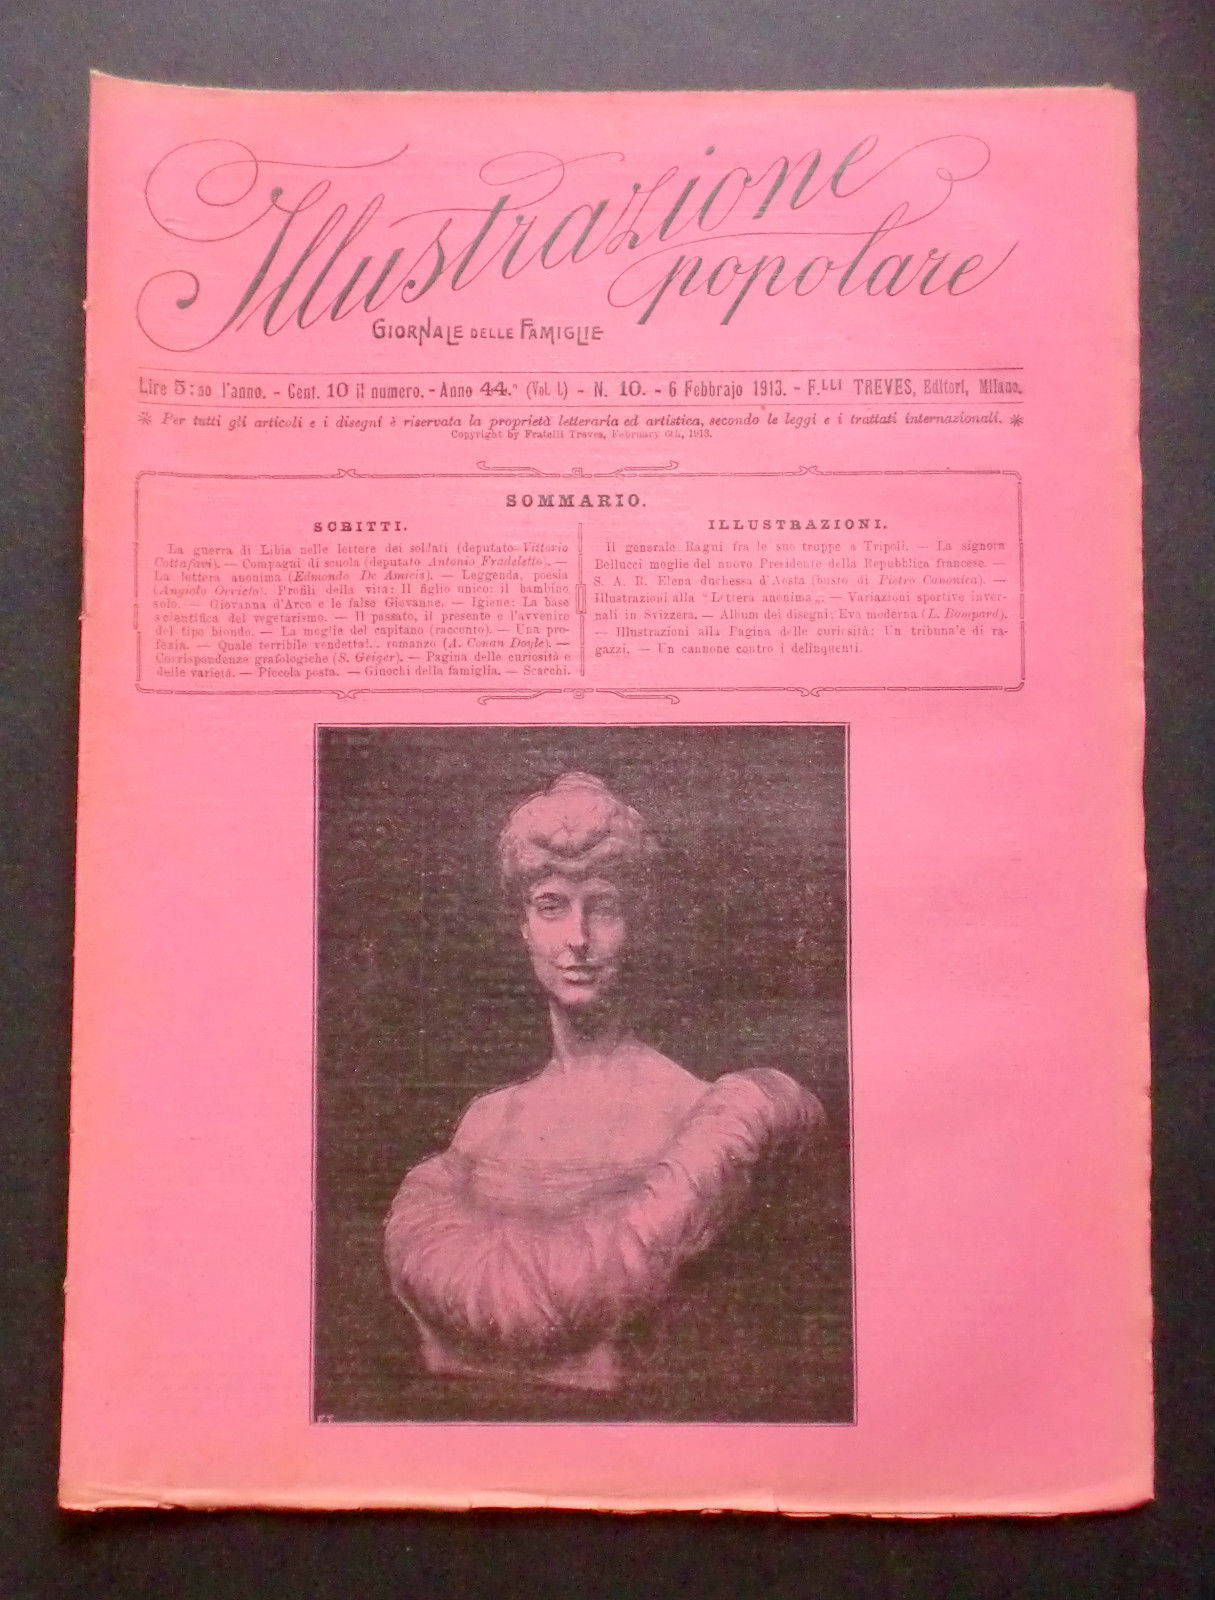 Illustrazione
popolare
GIORNALE DELLE FAMIGLIE
Lire 5:50 l'anno. - Cent. 10 il numero. - Anno 44.° (Vol. L) - N. 10. - 6 Febbrajo 1913. - F.LLI TREVES, Editori, Milano.
* Per tutti gli articoli e i disegni è riservata la proprietà letteraria ed artistica, secondo le leggi e i trattati internazionali. *
Copyright by Fratelli Treves, February 6th, 1913.
SOMMARIO.
SCRITTI.
La guerra di Libia nelle lettere dei soldati (deputato Vittorio
Cottafavi). — Compagni di scuola (deputato Antonio Fradeletto). —
La lettera anonima (Edmondo De Amicis). — Leggenda, poesia
(Angiolo Orvieto). Profili della vita: Il figlio unico: il bambino
solo. — Giovanna d'Arco e le false Giovanne. — Igiene: La base
scientifica del vegetarismo. — Il passato, il presente e l'avvenire
del tipo biondo. — La moglie del capitano (racconto). — Una pro-
fezia. — Quale terribile vendetta!.. romanzo (A. Conan Doyle). —
Corrispondenze grafologiche (S. Geiger). — Pagina delle curiosità e
delle varietà. — Piccola posta. — Giuochi della famiglia. — Scacchi.
ILLUSTRAZIONI.
Il generale Ragni fra le sue truppe a Tripoli. — La signora
Bellucci moglie del nuovo Presidente della Repubblica francese. —
S. A. R. Elena duchessa d'Aosta (busto di Pietro Canonica). —
Illustrazioni alla "Lettera anonima„. — Variazioni sportive inver-
nali in Svizzera. — Album dei disegni: Eva moderna (L. Bompard).
— Illustrazioni alla Pagina delle curiosità: Un tribunale di ra-
gazzi. — Un cannone contro i delinquenti.